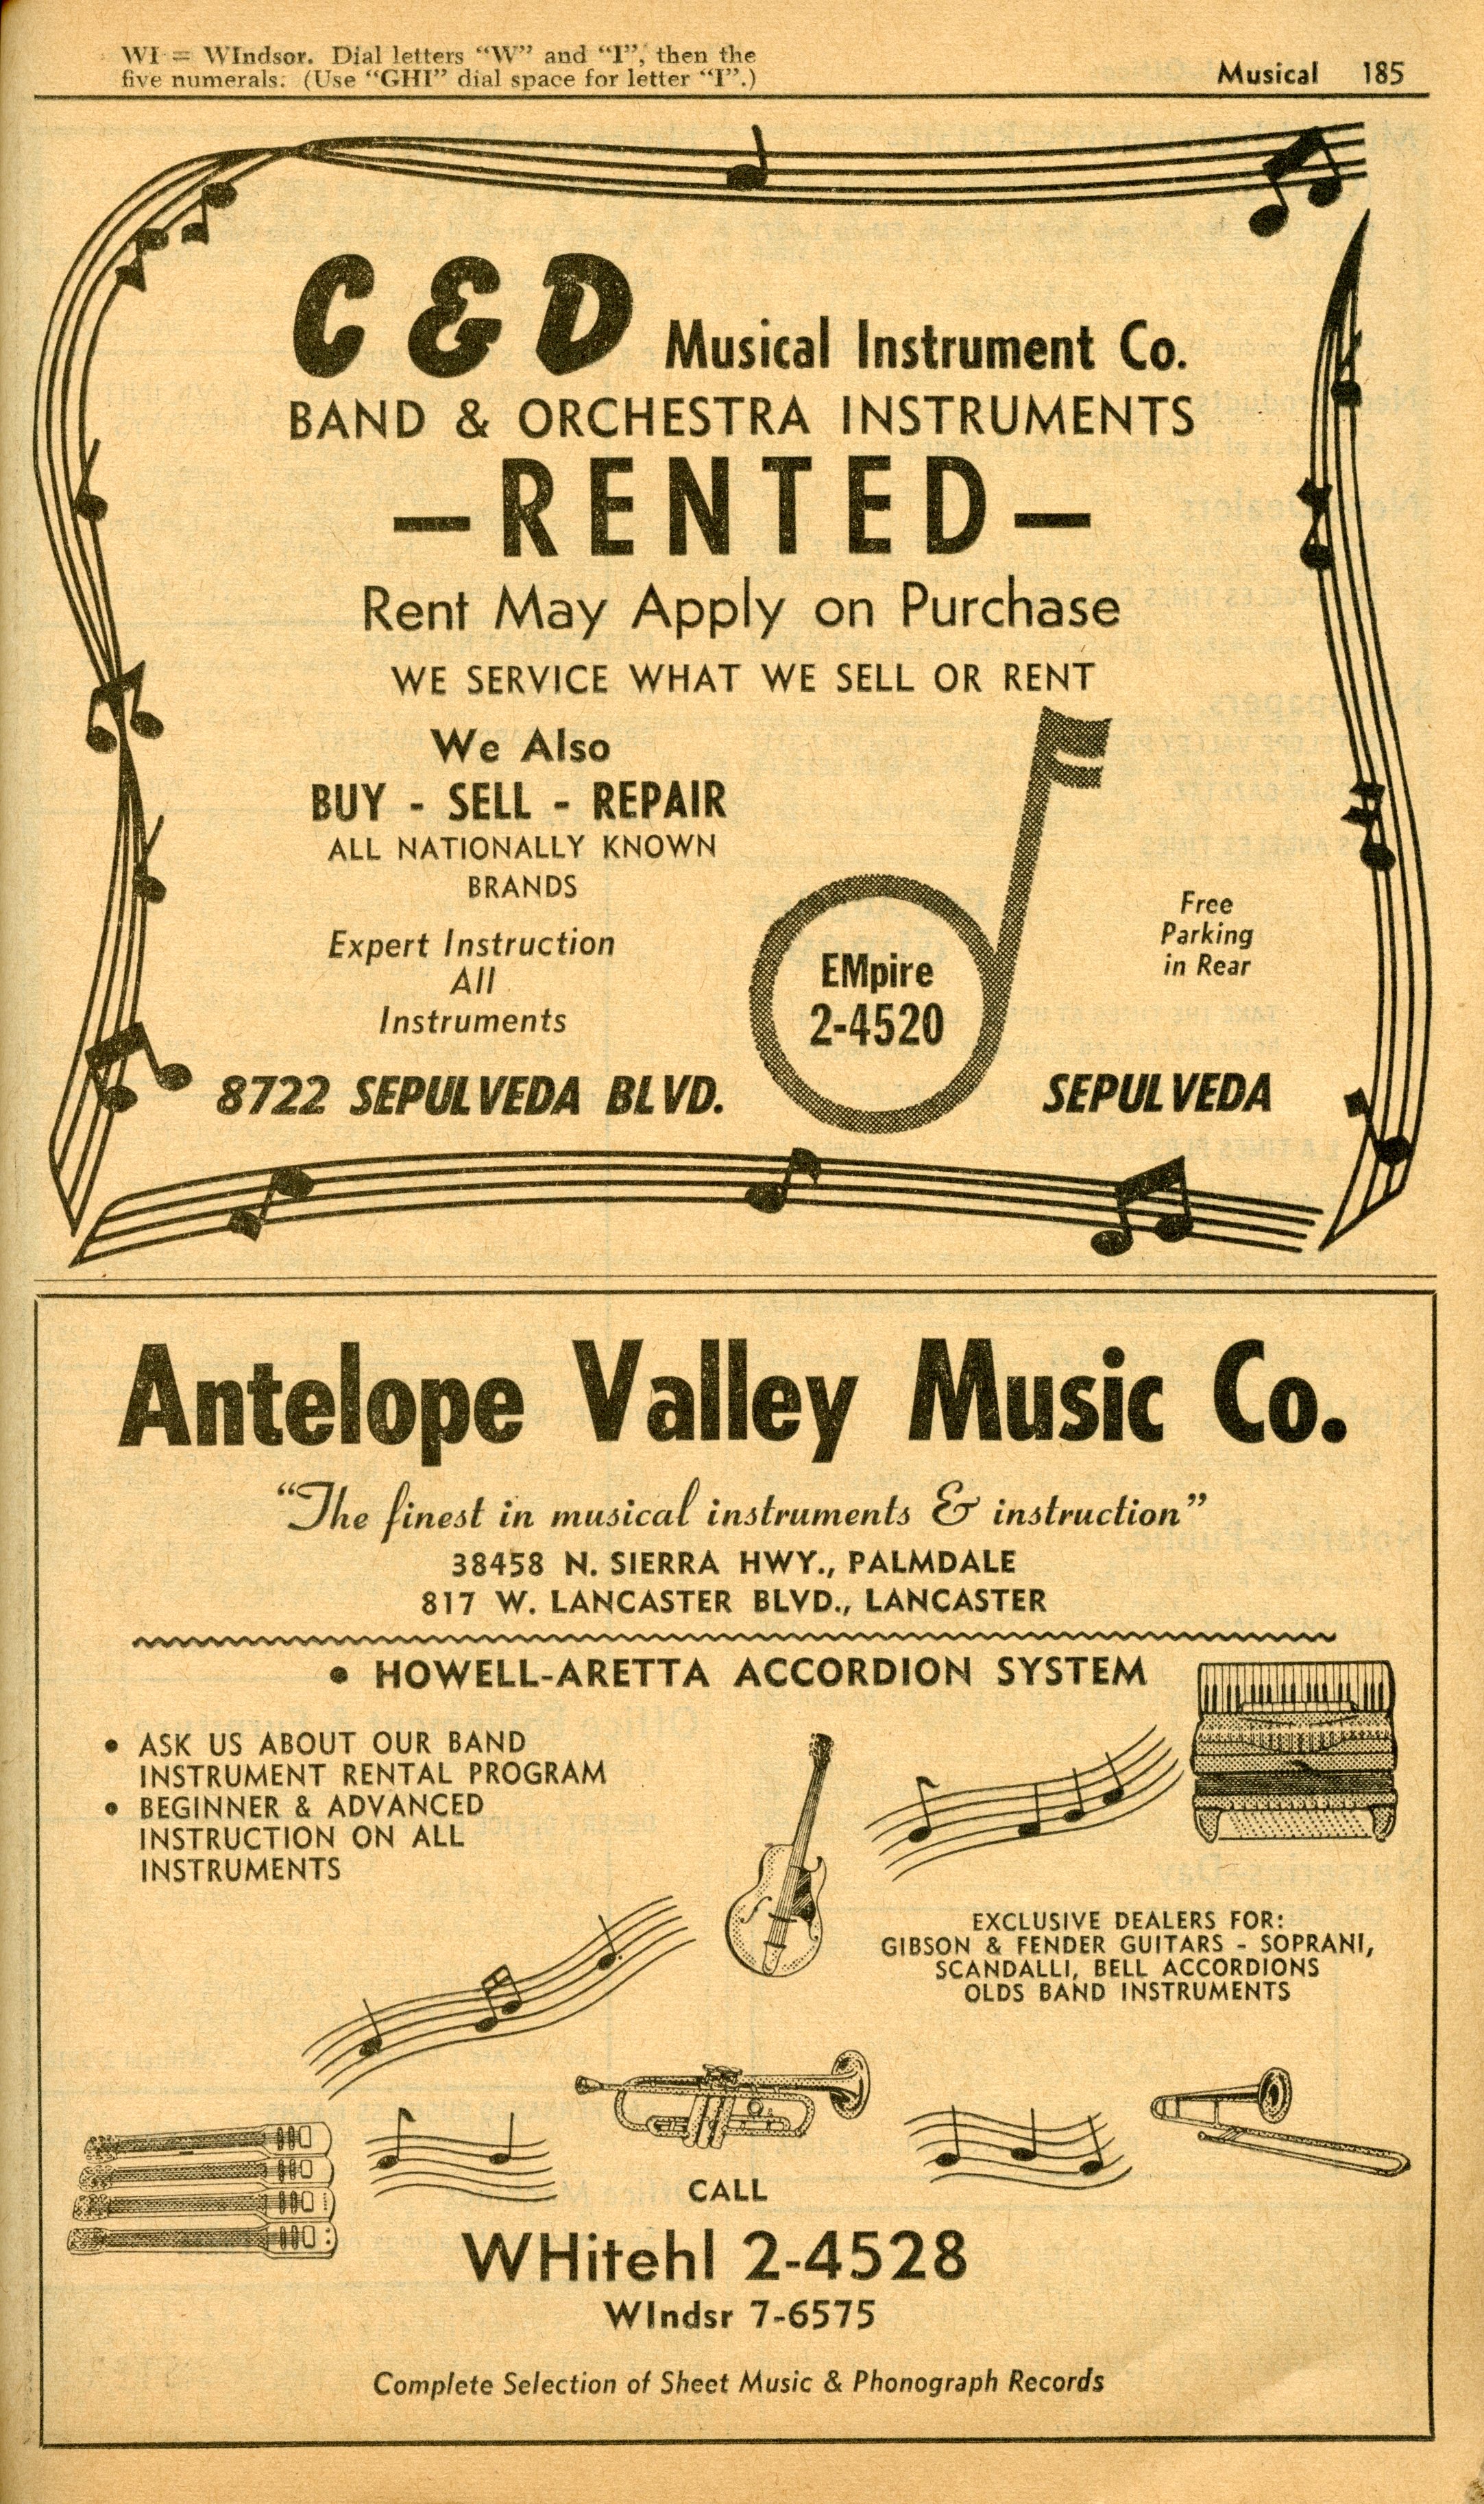 WI = WIndsor. Dial letters “W” and “I”, then the
five numerals. (Use “GHI” dial space for letter “I”.)
Musical 185
C & D Musical Instrument Co.
BAND & ORCHESTRA INSTRUMENTS
—RENTED—
Rent May Apply on Purchase
WE SERVICE WHAT WE SELL OR RENT
We Also
BUY - SELL - REPAIR
ALL NATIONALLY KNOWN
BRANDS
Expert Instruction
All
Instruments
EMpire
2-4520
Free
Parking
in Rear
8722 SEPULVEDA BLVD.
SEPULVEDA
Antelope Valley Music Co.
“The finest in musical instruments & instruction”
38458 N. SIERRA HWY., PALMDALE
817 W. LANCASTER BLVD., LANCASTER
• HOWELL-ARETTA ACCORDION SYSTEM
• ASK US ABOUT OUR BAND
INSTRUMENT RENTAL PROGRAM
• BEGINNER & ADVANCED
INSTRUCTION ON ALL
INSTRUMENTS
EXCLUSIVE DEALERS FOR:
GIBSON & FENDER GUITARS - SOPRANI,
SCANDALLI, BELL ACCORDIONS
OLDS BAND INSTRUMENTS
CALL
WHitehl 2-4528
WIndsr 7-6575
Complete Selection of Sheet Music & Phonograph Records